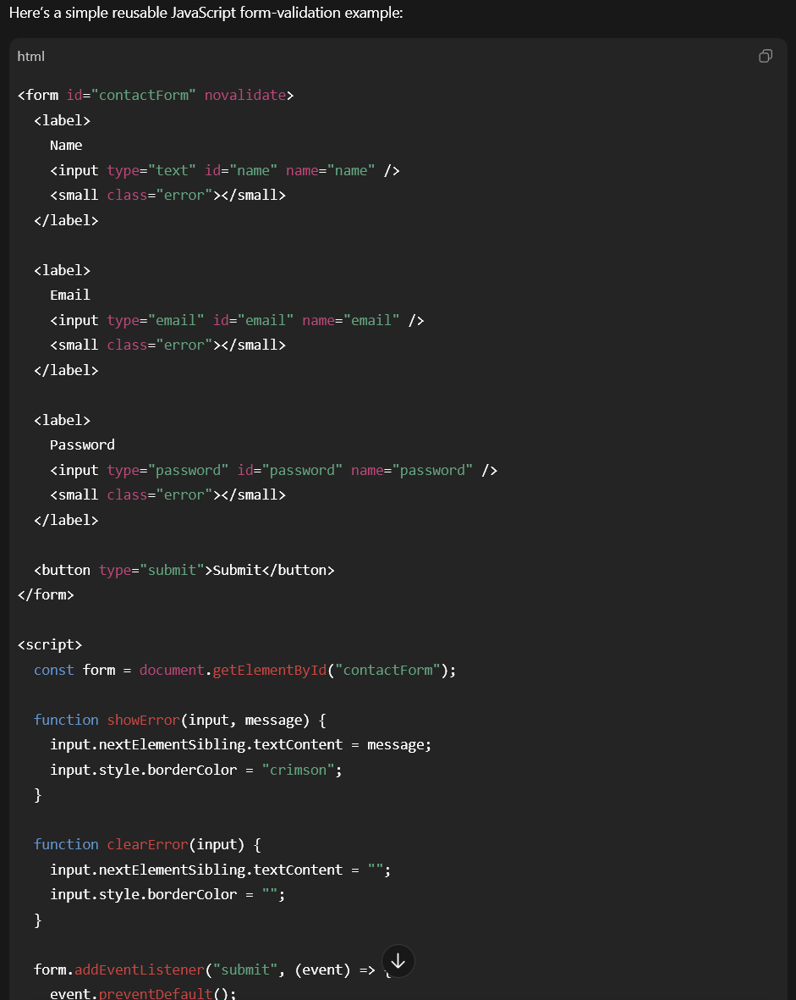 Here's a simple reusable JavaScript form-validation example:
html
<form id="contactForm" novalidate>
  <label>
    Name
    <input type="text" id="name" name="name" />
    <small class="error"></small>
  </label>

  <label>
    Email
    <input type="email" id="email" name="email" />
    <small class="error"></small>
  </label>

  <label>
    Password
    <input type="password" id="password" name="password" />
    <small class="error"></small>
  </label>

  <button type="submit">Submit</button>
</form>

<script>
  const form = document.getElementById("contactForm");

  function showError(input, message) {
    input.nextElementSibling.textContent = message;
    input.style.borderColor = "crimson";
  }

  function clearError(input) {
    input.nextElementSibling.textContent = "";
    input.style.borderColor = "";
  }

  form.addEventListener("submit", (event) => {
    event.preventDefault();